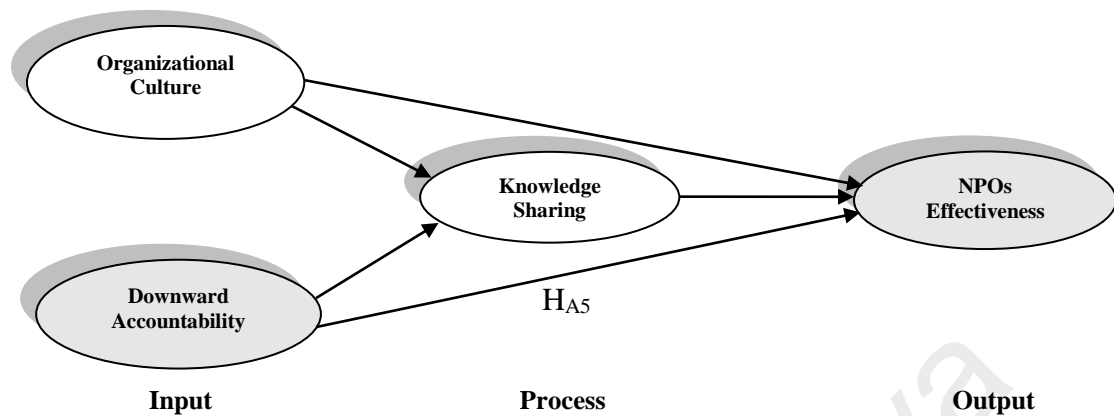 Organizational
Culture
Knowledge
Sharing
NPOs
Effectiveness
Downward
Accountability
HA5
Input
Process
Output